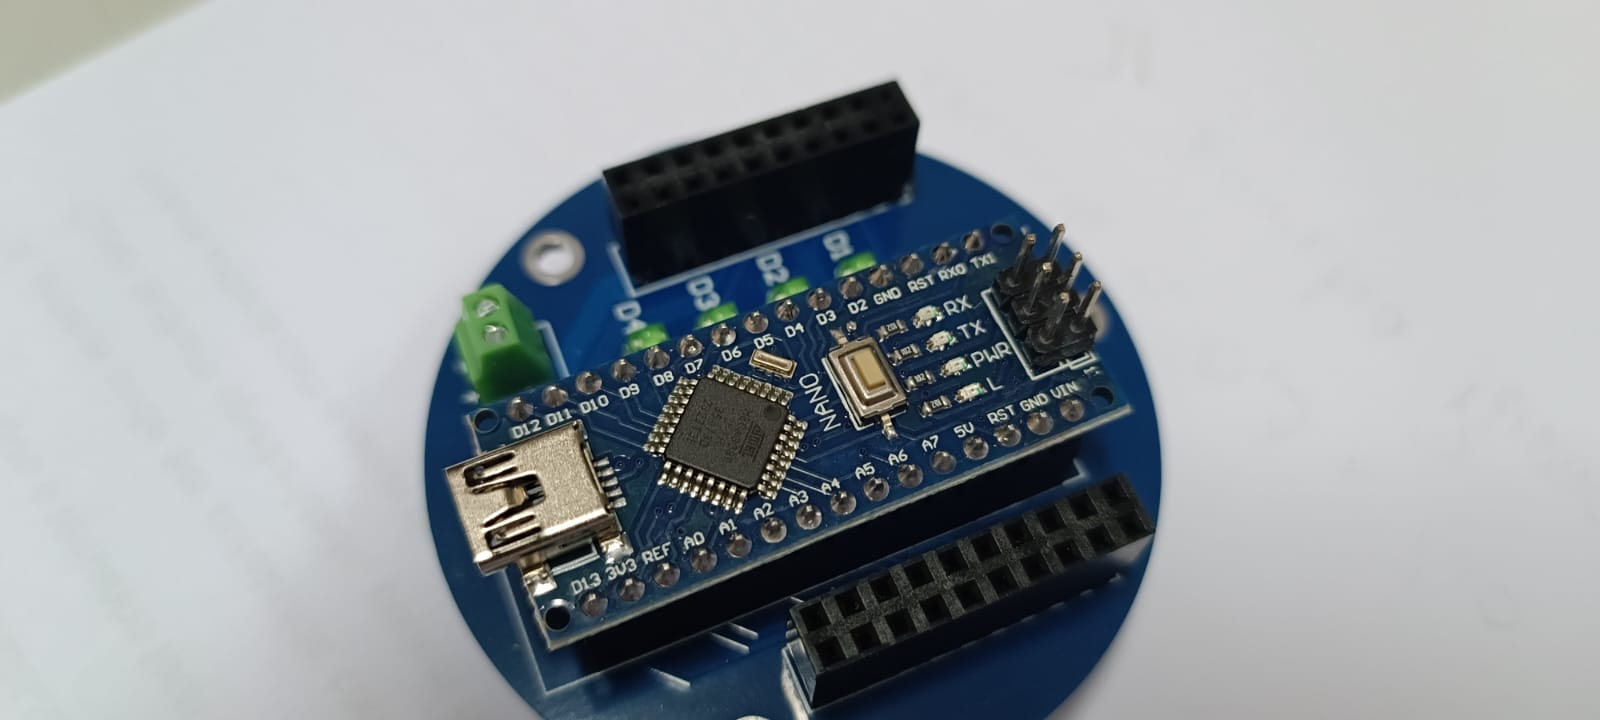 D1
D2
D3
D4
TX1
RX0
RST
GND
D2
D3
D4
D5
D6
D7
D8
D9
D10
D11
D12
RX
TX
PWR
L
NANO
1
VIN
GND
RST
5V
A7
A6
A5
A4
A3
A2
A1
A0
REF
3V3
D13